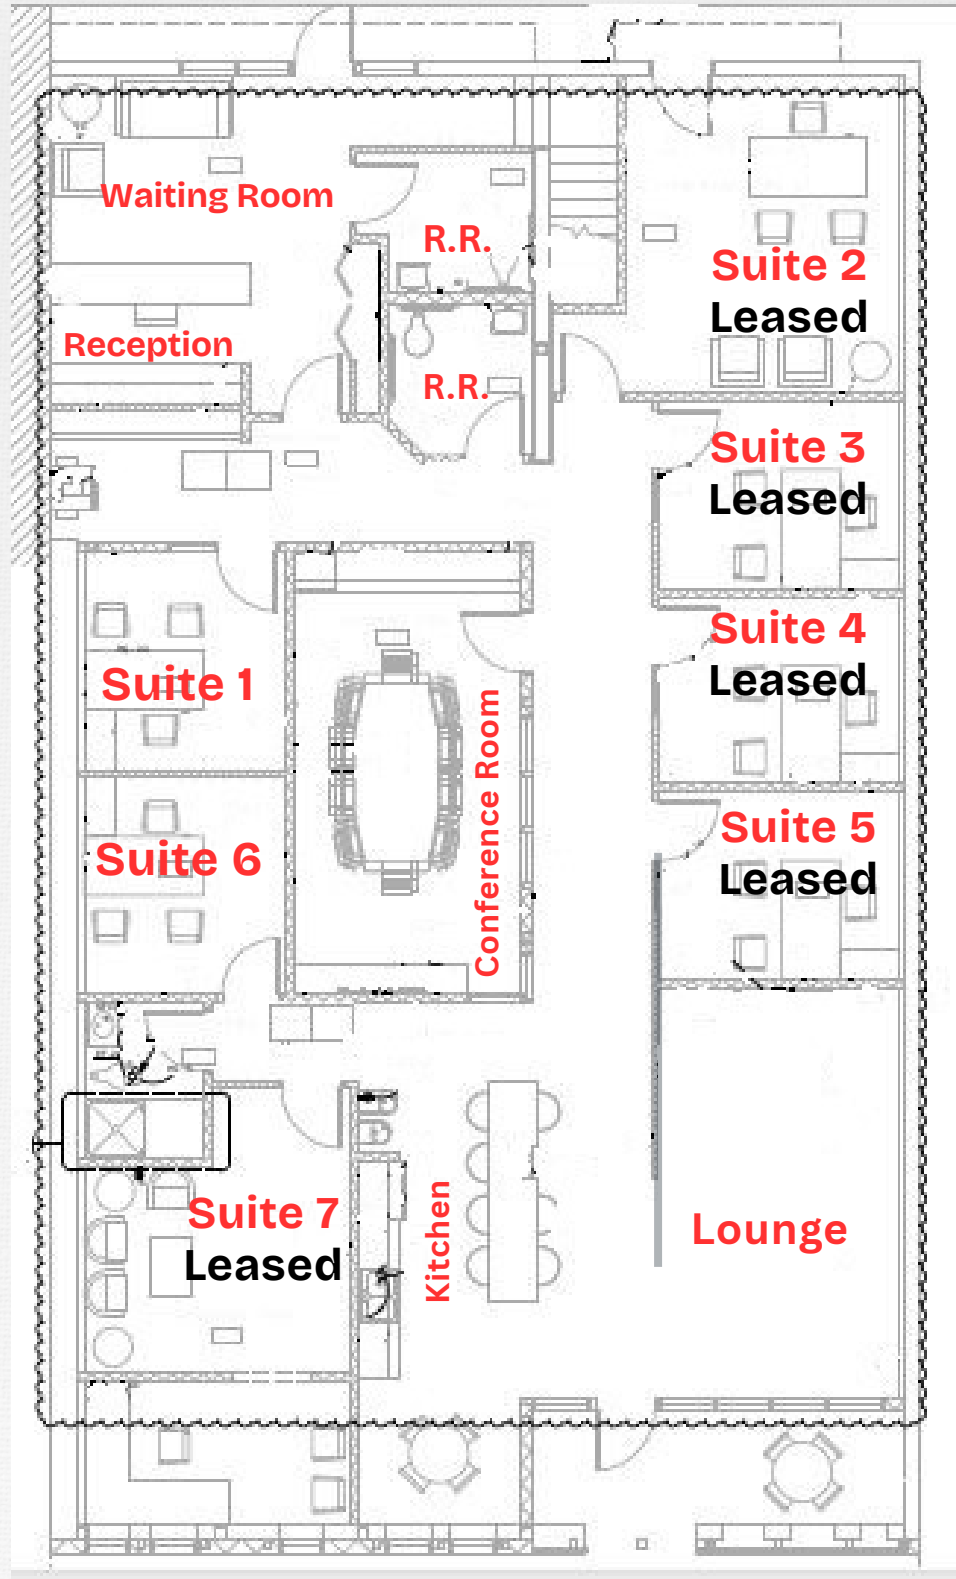 Waiting Room
R.R.
Suite 2
Leased
Reception
R.R.
Suite 3
Leased
Suite 4
Leased
Suite 1
Conference Room
Suite 5
Leased
Suite 6
Suite 7
Leased
Kitchen
Lounge